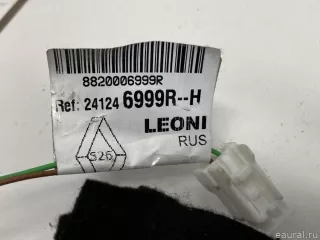 8820006999R
Ref: 24124 6999R--H
LEONI
RUS
S26
© eaural.ru